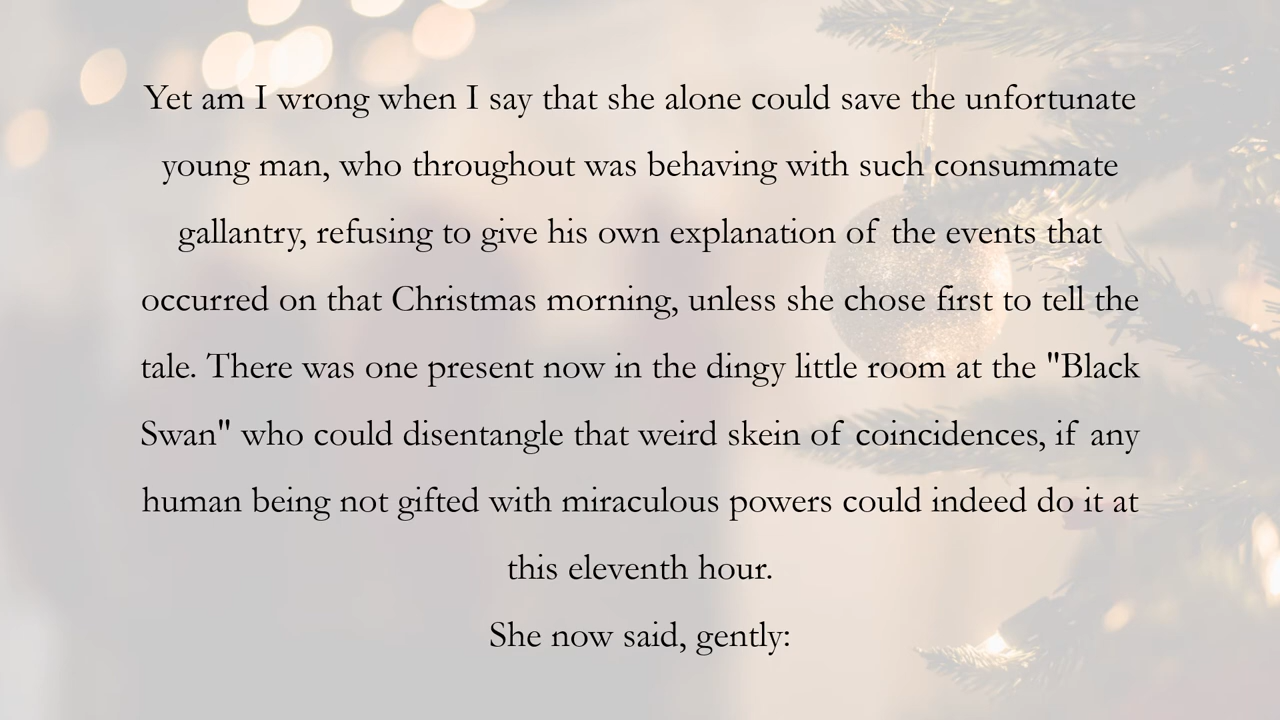 Yet am I wrong when I say that she alone could save the unfortunate
young man, who throughout was behaving with such consummate
gallantry, refusing to give his own explanation of the events that
occurred on that Christmas morning, unless she chose first to tell the
tale. There was one present now in the dingy little room at the "Black
Swan" who could disentangle that weird skein of coincidences, if any
human being not gifted with miraculous powers could indeed do it at
this eleventh hour.
She now said, gently: